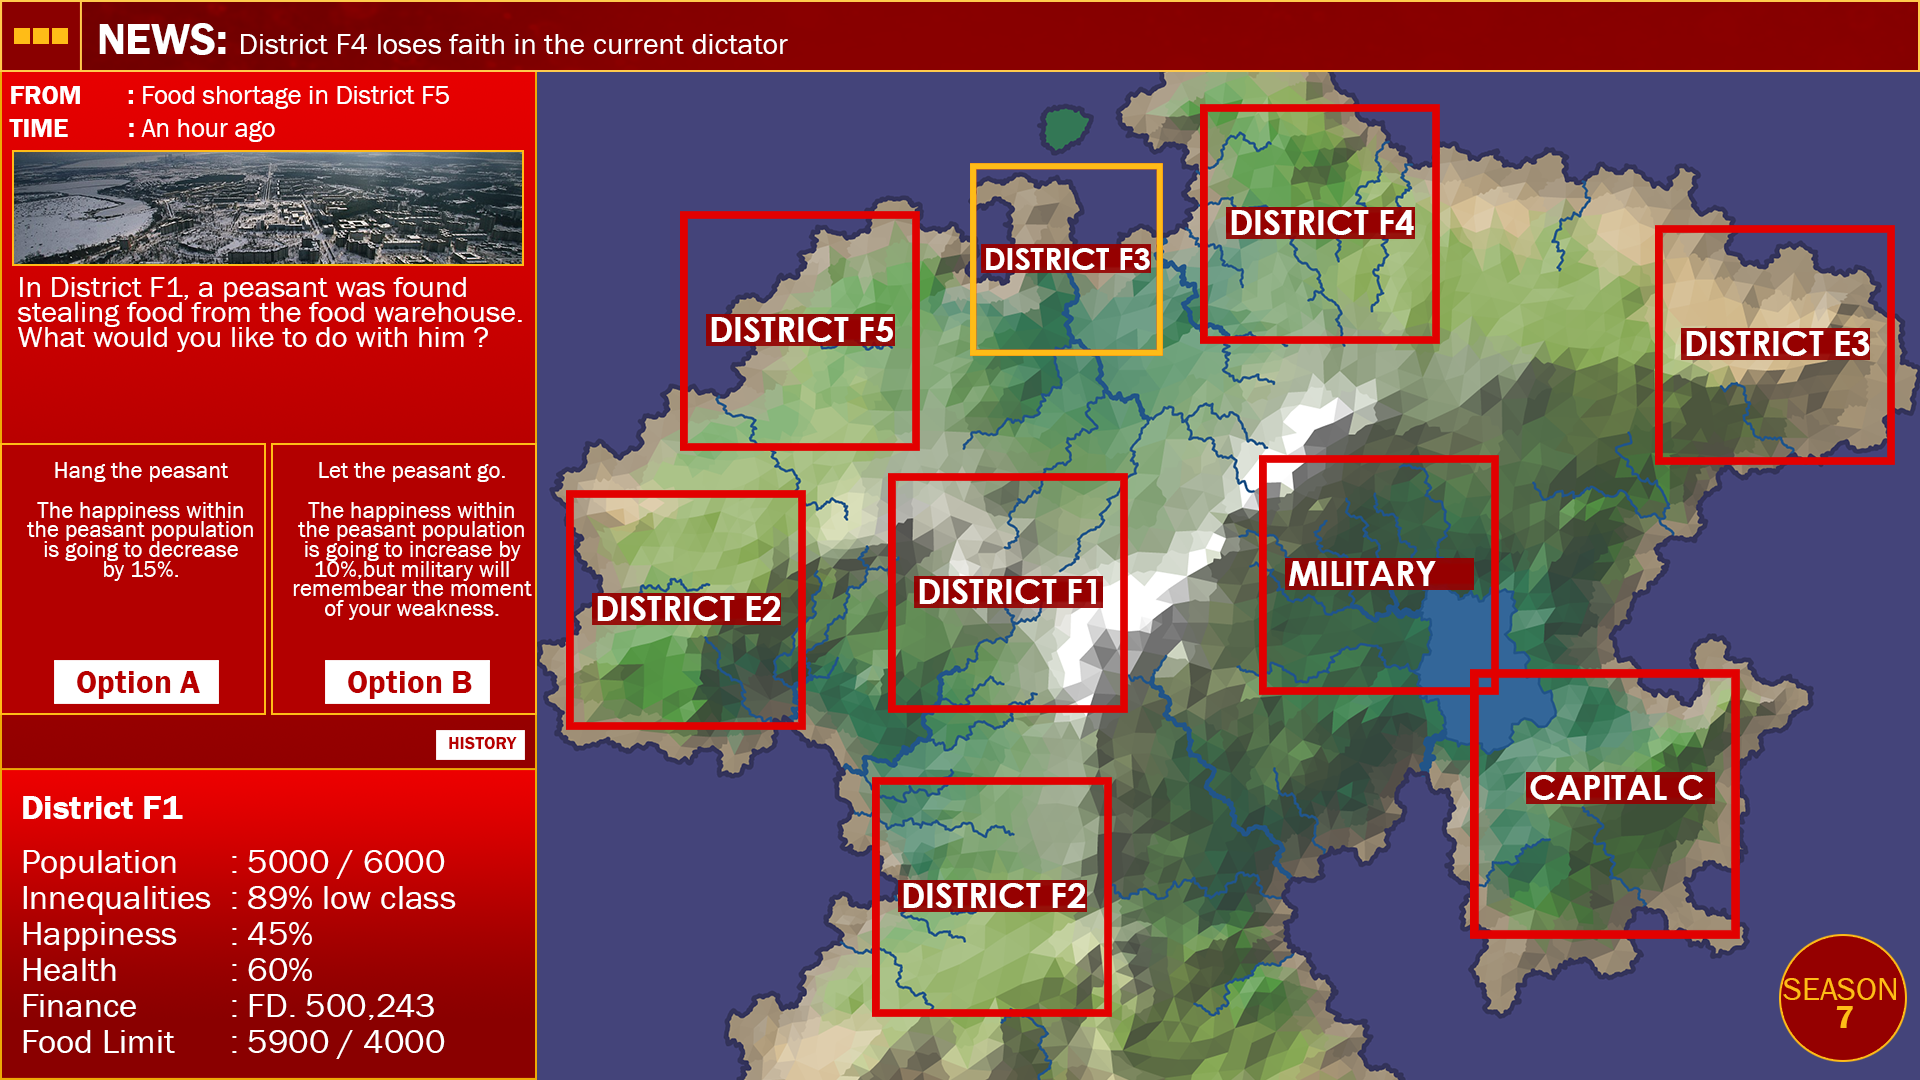 NEWS: District F4 loses faith in the current dictator
FROM : Food shortage in District F5
TIME : An hour ago
In District F1, a peasant was found
stealing food from the food warehouse.
What would you like to do with him ?
Hang the peasant
The happiness within
the peasant population
is going to decrease
by 15%.
Option A
Let the peasant go.
The happiness within
the peasant population
is going to increase by
10%,but military will
remembear the moment
of your weakness.
Option B
HISTORY
District F1
Population : 5000 / 6000
Innequalities : 89% low class
Happiness : 45%
Health : 60%
Finance : FD. 500,243
Food Limit : 5900 / 4000
DISTRICT F4
DISTRICT F3
DISTRICT F5
DISTRICT E3
MILITARY
DISTRICT F1
DISTRICT E2
CAPITAL C
DISTRICT F2
SEASON
7